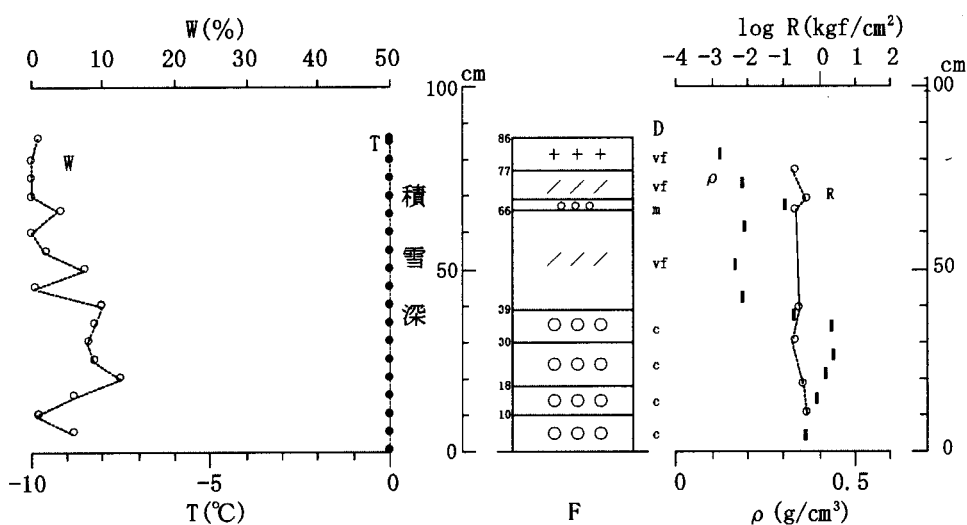 W(%)
0 10 20 30 40 50
cm
100
50
0
T
W
積
雪
深
-10 -5 0
T(℃)
D
86
vf
77
vf
m
66
vf
39
c
30
c
18
c
10
c
F
log R(kgf/cm²)
-4 -3 -2 -1 0 1 2
cm
100
50
0
ρ
R
0 0.5
ρ (g/cm³)